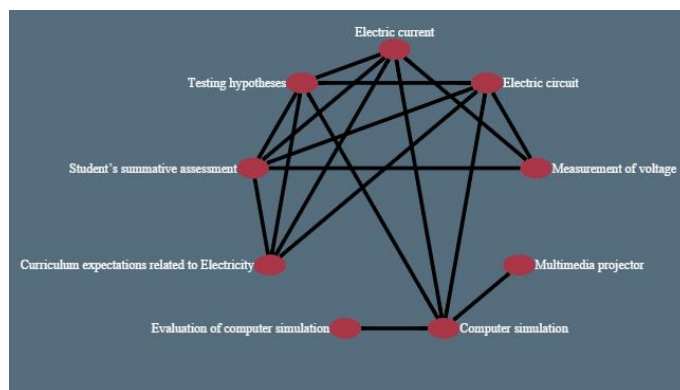 Electric current
Testing hypotheses
Electric circuit
Student's summative assessment
Measurement of voltage
Curriculum expectations related to Electricity
Multimedia projector
Evaluation of computer simulation
Computer simulation